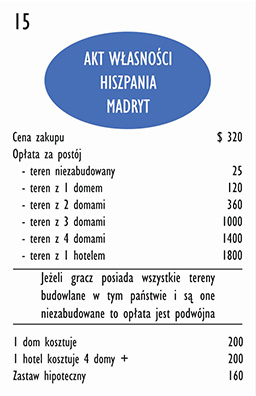 15
AKT WŁASNOŚCI
HISZPANIA
MADRYT
Cena zakupu $ 320
Opłata za postój
- teren niezabudowany 25
- teren z 1 domem 120
- teren z 2 domami 360
- teren z 3 domami 1000
- teren z 4 domami 1400
- teren z 1 hotelem 1800
Jeżeli gracz posiada wszystkie tereny
budowlane w tym państwie i są one
niezabudowane to opłata jest podwójna
1 dom kosztuje 200
1 hotel kosztuje 4 domy + 200
Zastaw hipoteczny 160